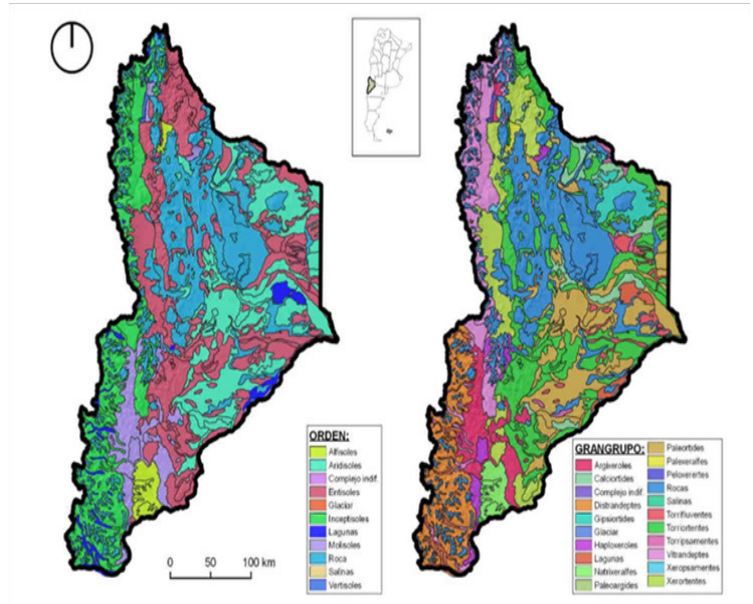 ORDEN:
Alfisoles
Aridisoles
Complejo indif.
Entisoles
Glaciar
Inceptisoles
Lagunas
Molisoles
Roca
Salinas
Vertisoles
0 50 100 km
GRANGRUPO:
Argixeroles
Calciortides
Complejo indif.
Distrandeptes
Gipsiortides
Glaciar
Haploxeroles
Lagunas
Natrixeralfes
Paleoargides
Paleortides
Palexeralfes
Peloxerertes
Rocas
Salinas
Torrifluventes
Torriortentes
Torripsamentes
Vitrandeptes
Xeropsamentes
Xerortentes